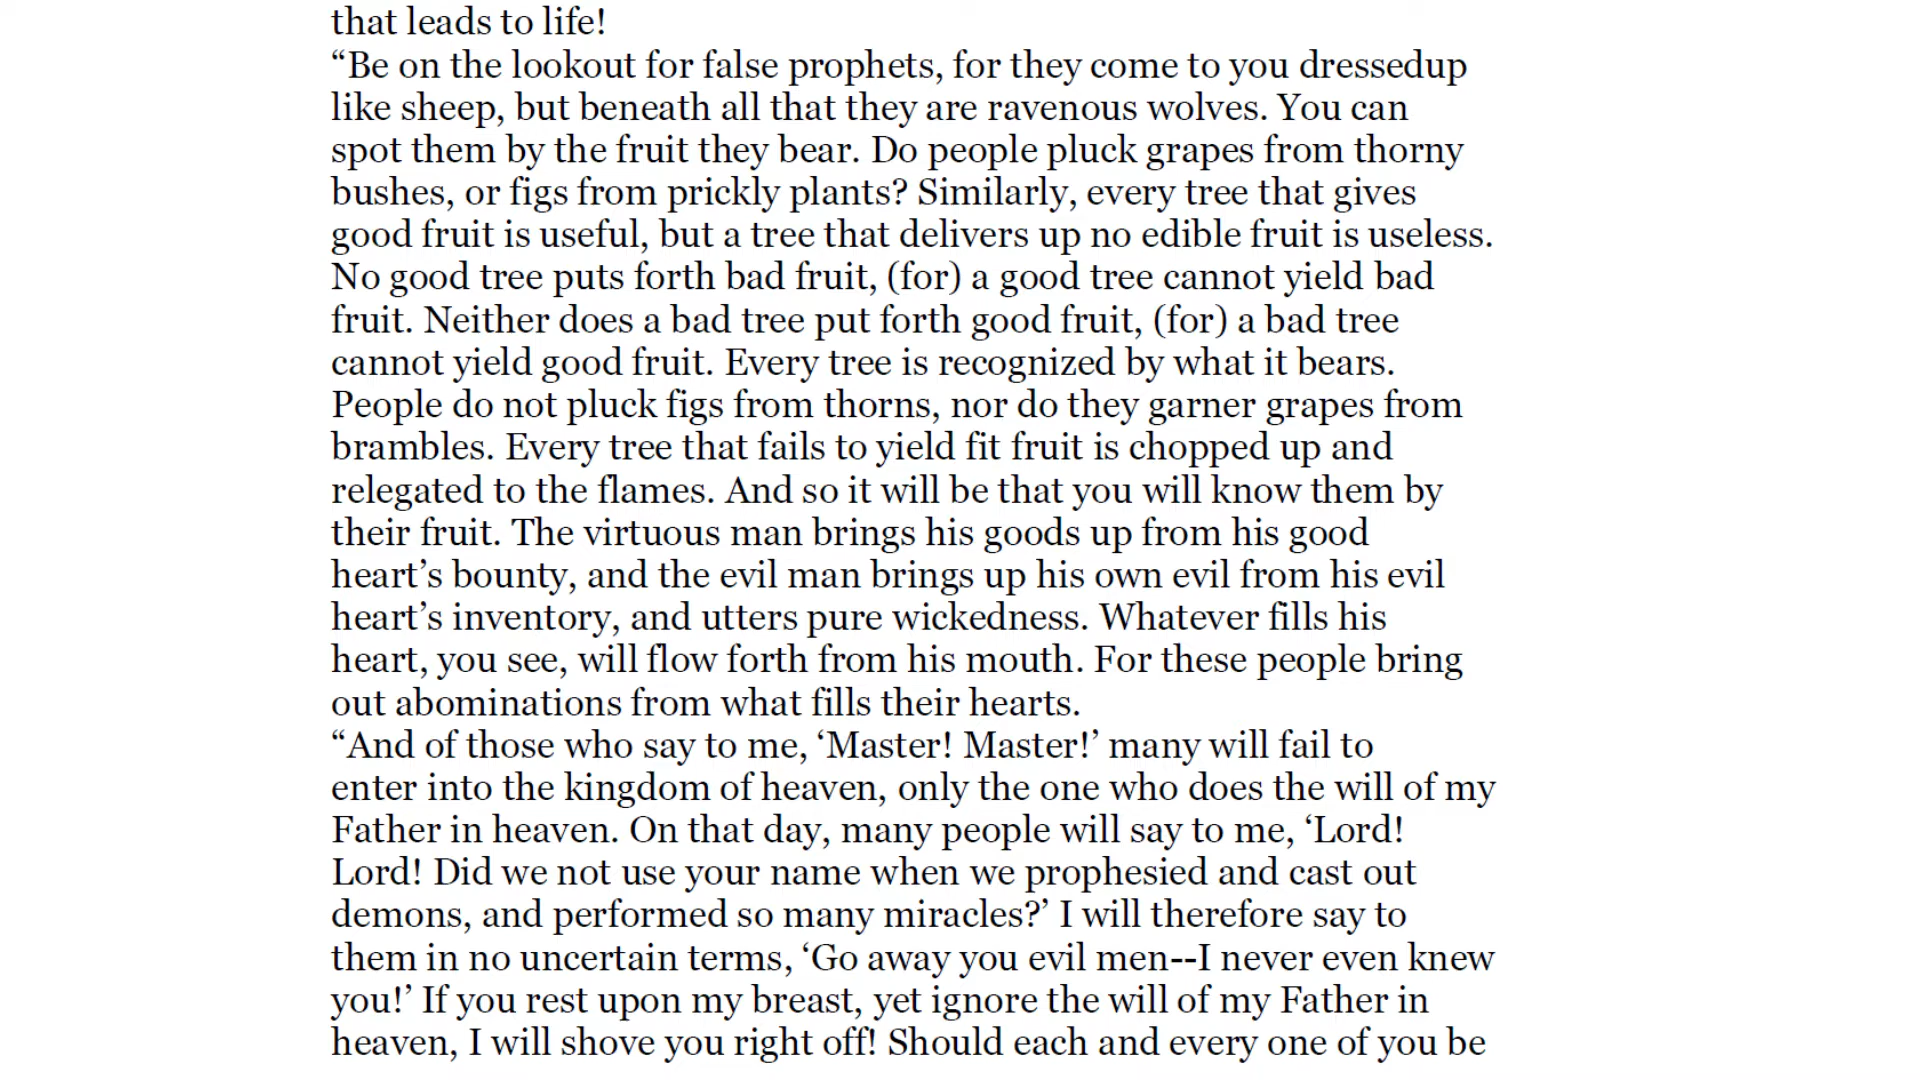 that leads to life!
“Be on the lookout for false prophets, for they come to you dressedup
like sheep, but beneath all that they are ravenous wolves. You can
spot them by the fruit they bear. Do people pluck grapes from thorny
bushes, or figs from prickly plants? Similarly, every tree that gives
good fruit is useful, but a tree that delivers up no edible fruit is useless.
No good tree puts forth bad fruit, (for) a good tree cannot yield bad
fruit. Neither does a bad tree put forth good fruit, (for) a bad tree
cannot yield good fruit. Every tree is recognized by what it bears.
People do not pluck figs from thorns, nor do they garner grapes from
brambles. Every tree that fails to yield fit fruit is chopped up and
relegated to the flames. And so it will be that you will know them by
their fruit. The virtuous man brings his goods up from his good
heart’s bounty, and the evil man brings up his own evil from his evil
heart’s inventory, and utters pure wickedness. Whatever fills his
heart, you see, will flow forth from his mouth. For these people bring
out abominations from what fills their hearts.
“And of those who say to me, ‘Master! Master!’ many will fail to
enter into the kingdom of heaven, only the one who does the will of my
Father in heaven. On that day, many people will say to me, ‘Lord!
Lord! Did we not use your name when we prophesied and cast out
demons, and performed so many miracles?’ I will therefore say to
them in no uncertain terms, ‘Go away you evil men--I never even knew
you!’ If you rest upon my breast, yet ignore the will of my Father in
heaven, I will shove you right off! Should each and every one of you be